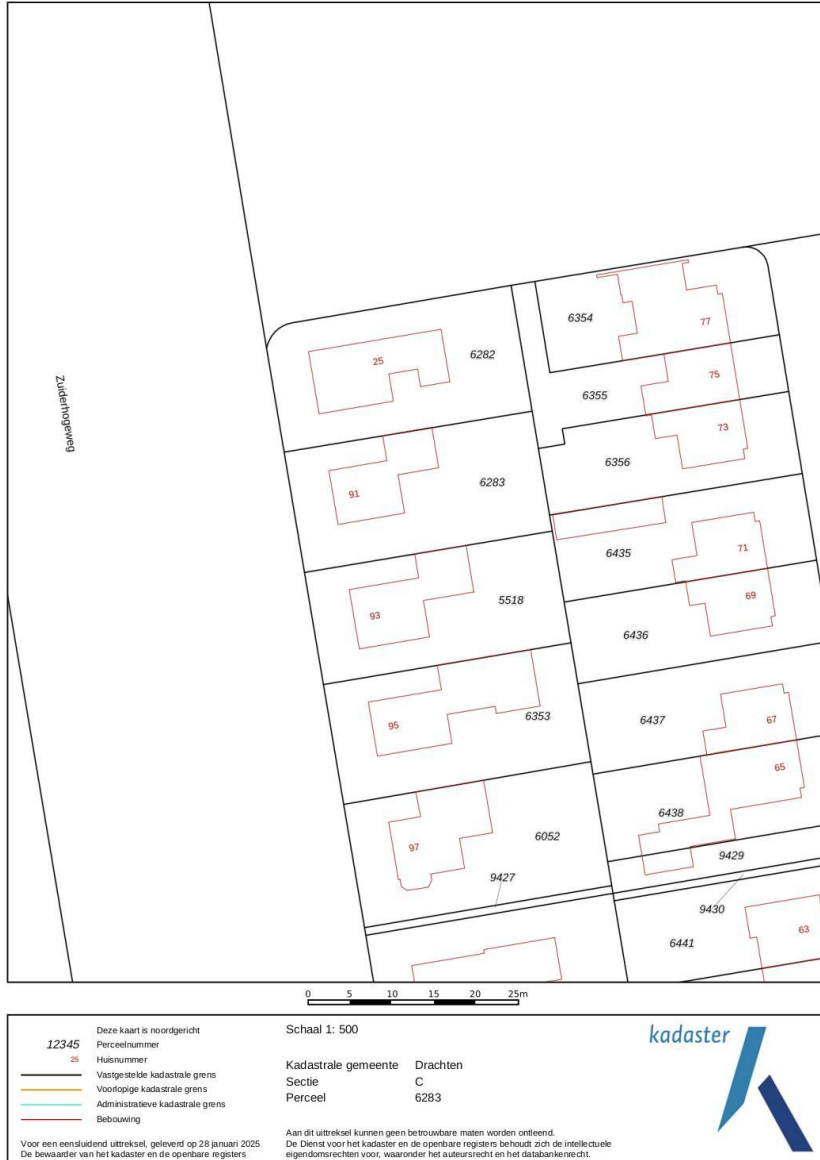 6354
77
25
6282
75
6355
Zuiderhogeweg
73
6356
6283
91
71
6435
69
5518
93
6436
6353
67
95
6437
65
6438
6052
97
9429
9427
9430
63
6441
0 5 10 15 20 25m
Deze kaart is noordgericht
12345 Perceelnummer
25 Huisnummer
Vastgestelde kadastrale grens
Voorlopige kadastrale grens
Administratieve kadastrale grens
Bebouwing
Voor een eensluidend uittreksel, geleverd op 28 januari 2025
De bewaarder van het kadaster en de openbare registers
Schaal 1: 500
Kadastrale gemeente Drachten
Sectie C
Perceel 6283
Aan dit uittreksel kunnen geen betrouwbare maten worden ontleend.
De Dienst voor het kadaster en de openbare registers behoudt zich de intellectuele
eigendomsrechten voor, waaronder het auteursrecht en het databankenrecht.
kadaster